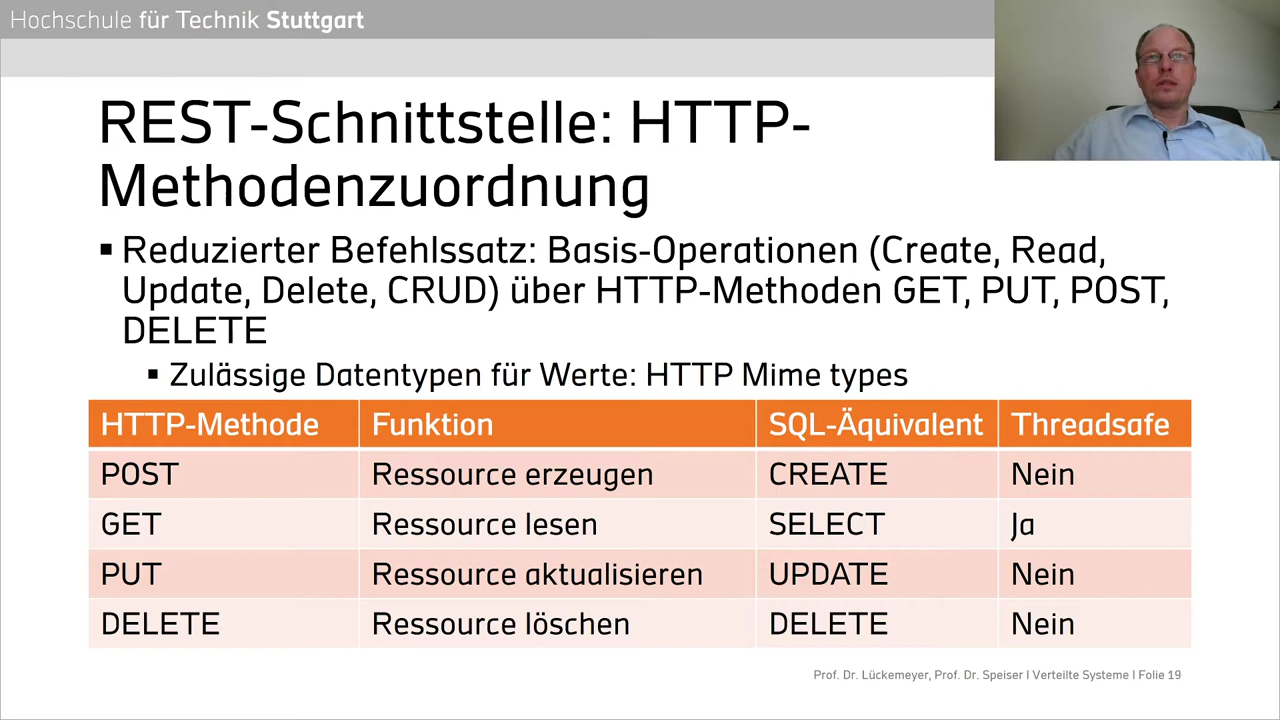 Hochschule für Technik Stuttgart
REST-Schnittstelle: HTTP-
Methodenzuordnung
▪ Reduzierter Befehlssatz: Basis-Operationen (Create, Read,
Update, Delete, CRUD) über HTTP-Methoden GET, PUT, POST,
DELETE
▪ Zulässige Datentypen für Werte: HTTP Mime types
HTTP-Methode Funktion SQL-Äquivalent Threadsafe
POST Ressource erzeugen CREATE Nein
GET Ressource lesen SELECT Ja
PUT Ressource aktualisieren UPDATE Nein
DELETE Ressource löschen DELETE Nein
Prof. Dr. Lückemeyer, Prof. Dr. Speiser I Verteilte Systeme I Folie 19